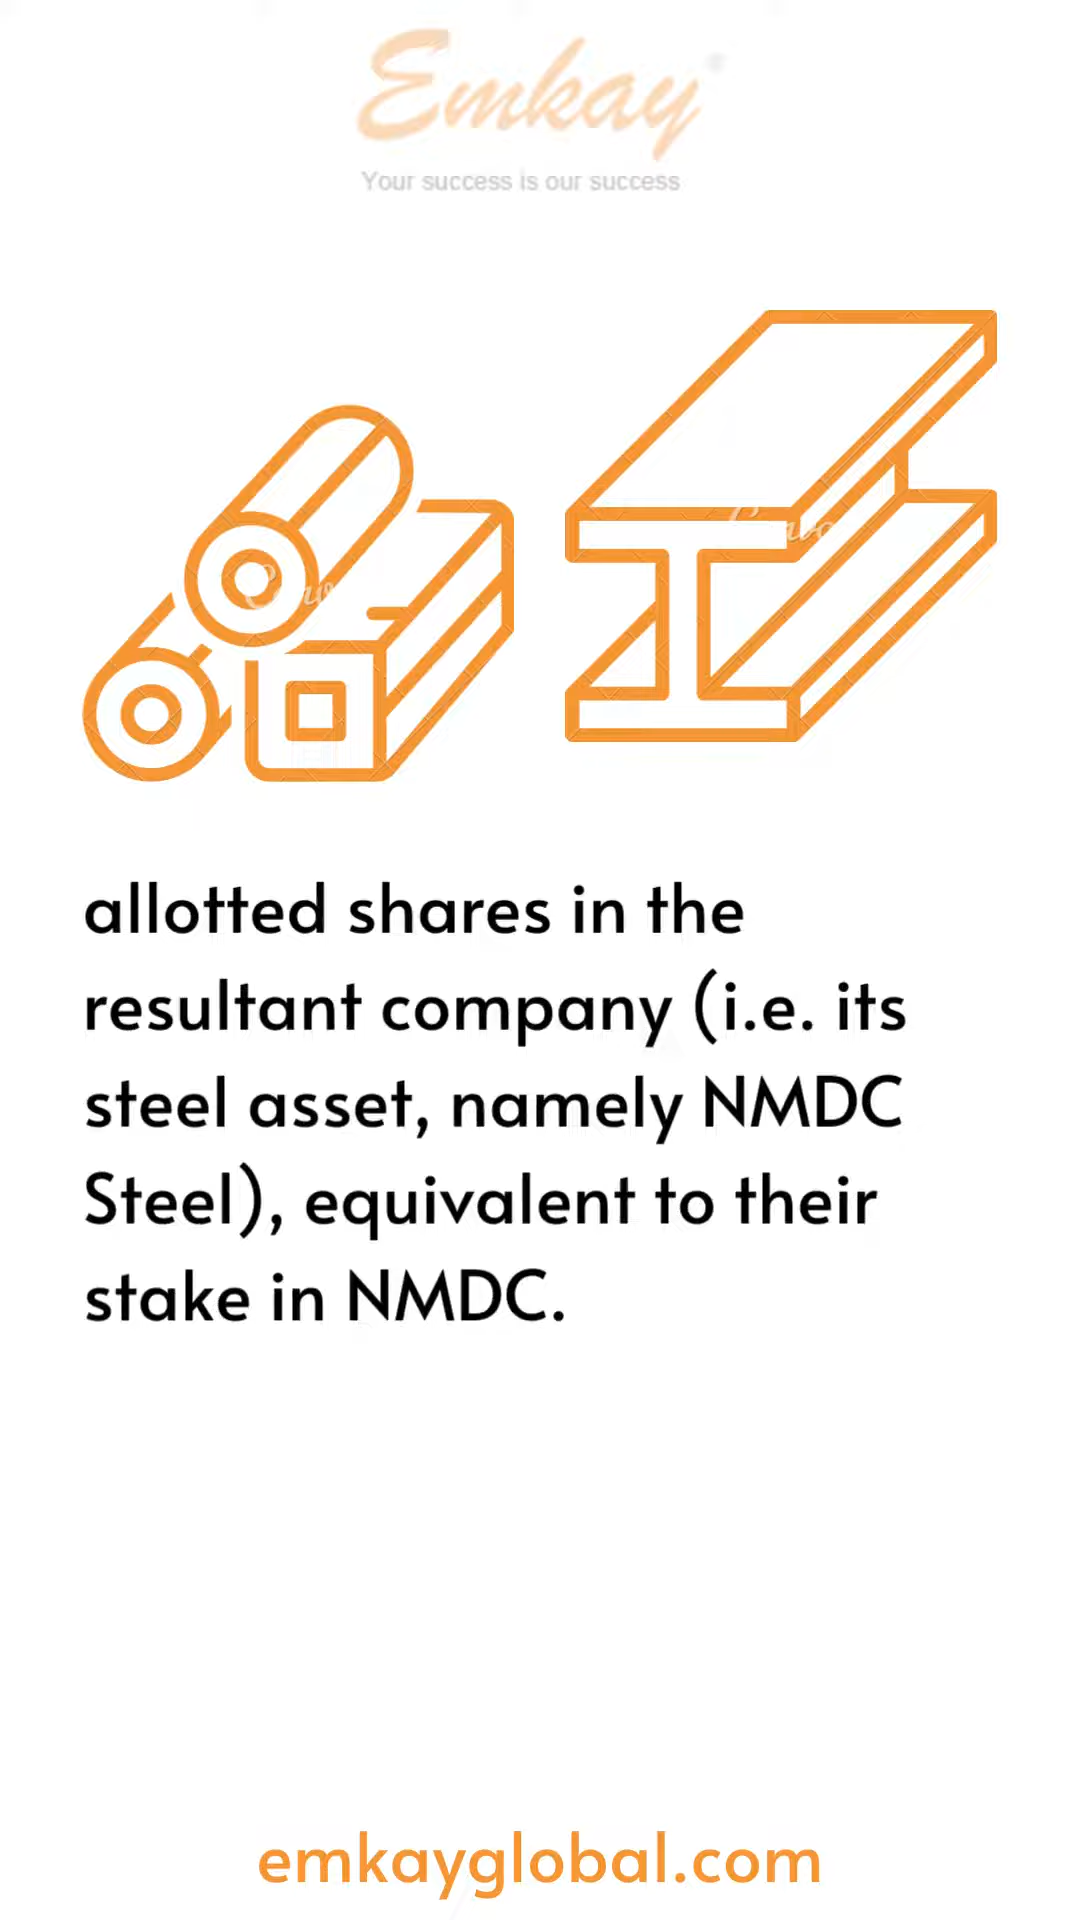 Emkay
Your success is our success
allotted shares in the
resultant company (i.e. its
steel asset, namely NMDC
Steel), equivalent to their
stake in NMDC.
emkayglobal.com